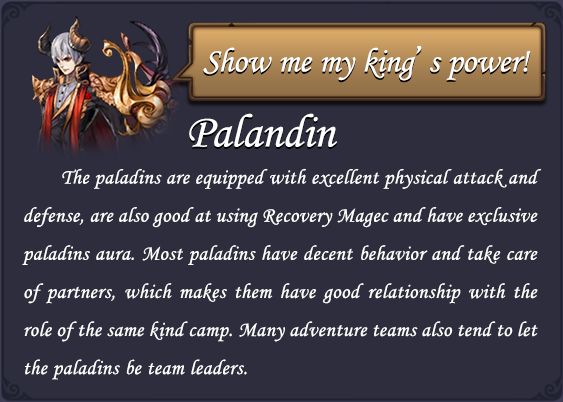 Show me my king's power!
Palandin
The paladins are equipped with excellent physical attack and
defense, are also good at using Recovery Magec and have exclusive
paladins aura. Most paladins have decent behavior and take care
of partners, which makes them have good relationship with the
role of the same kind camp. Many adventure teams also tend to let
the paladins be team leaders.